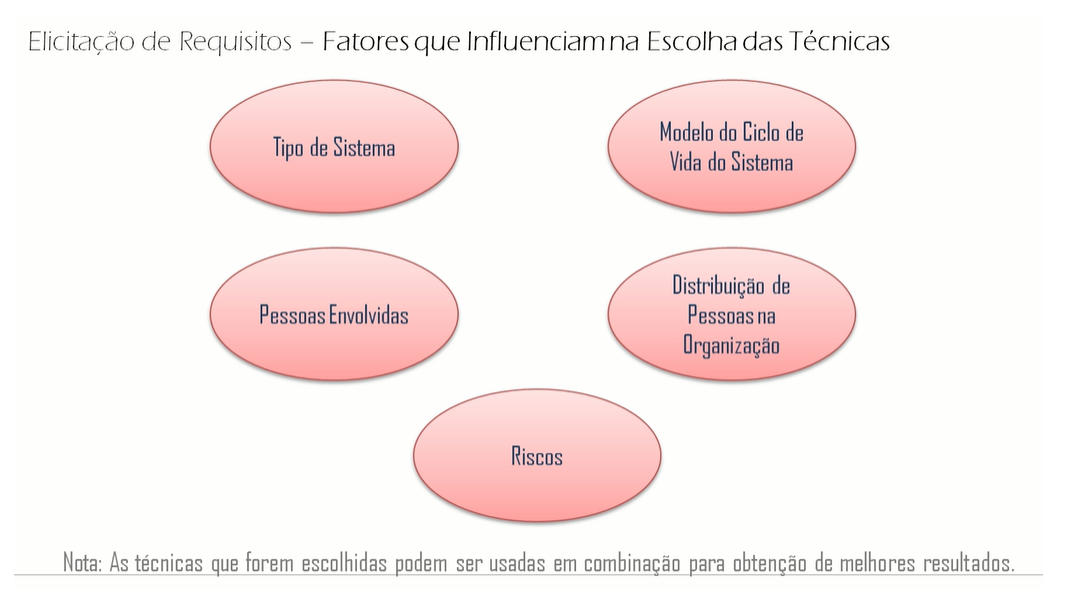 Elicitação de Requisitos – Fatores que Influenciam na Escolha das Técnicas
Tipo de Sistema
Modelo do Ciclo de
Vida do Sistema
Pessoas Envolvidas
Distribuição de
Pessoas na
Organização
Riscos
Nota: As técnicas que forem escolhidas podem ser usadas em combinação para obtenção de melhores resultados.